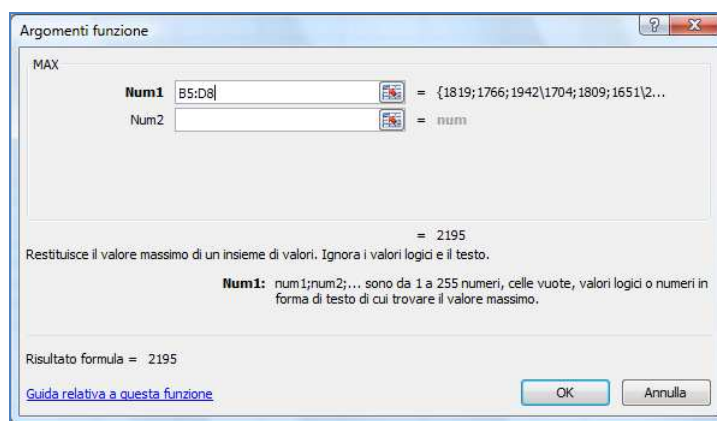 Argomenti funzione
MAX
Num1 B5:D8 = {1819;1766;1942\1704;1809;1651\2...
Num2 = num
= 2195
Restituisce il valore massimo di un insieme di valori. Ignora i valori logici e il testo.
Num1: num1;num2;... sono da 1 a 255 numeri, celle vuote, valori logici o numeri in
forma di testo di cui trovare il valore massimo.
Risultato formula = 2195
Guida relativa a questa funzione OK Annulla